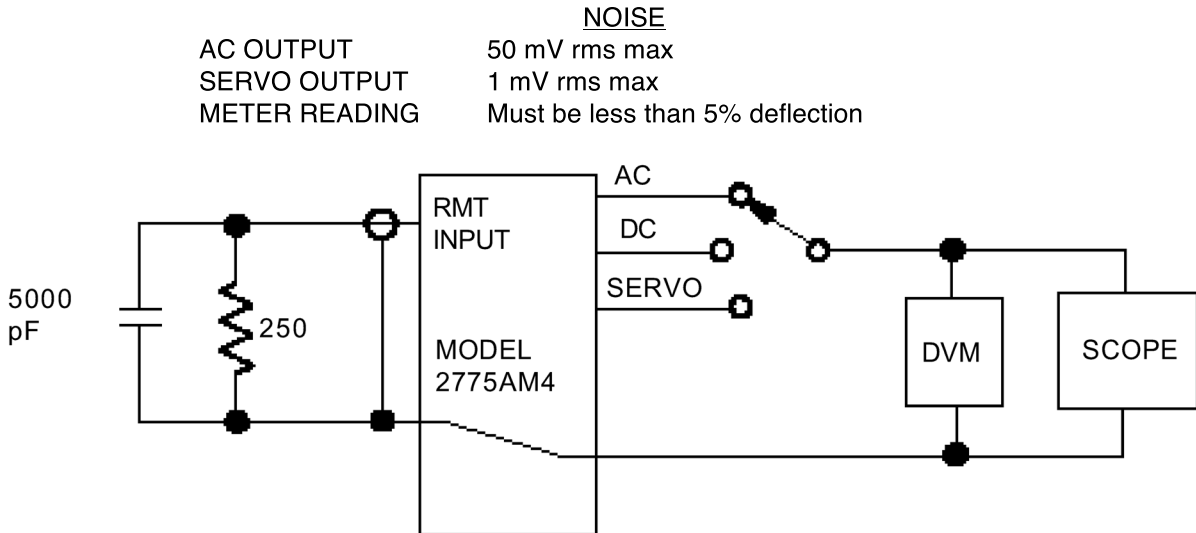 NOISE
AC OUTPUT 50 mV rms max
SERVO OUTPUT 1 mV rms max
METER READING Must be less than 5% deflection
AC
RMT
INPUT
DC
SERVO
5000
pF
250
MODEL
2775AM4
DVM
SCOPE